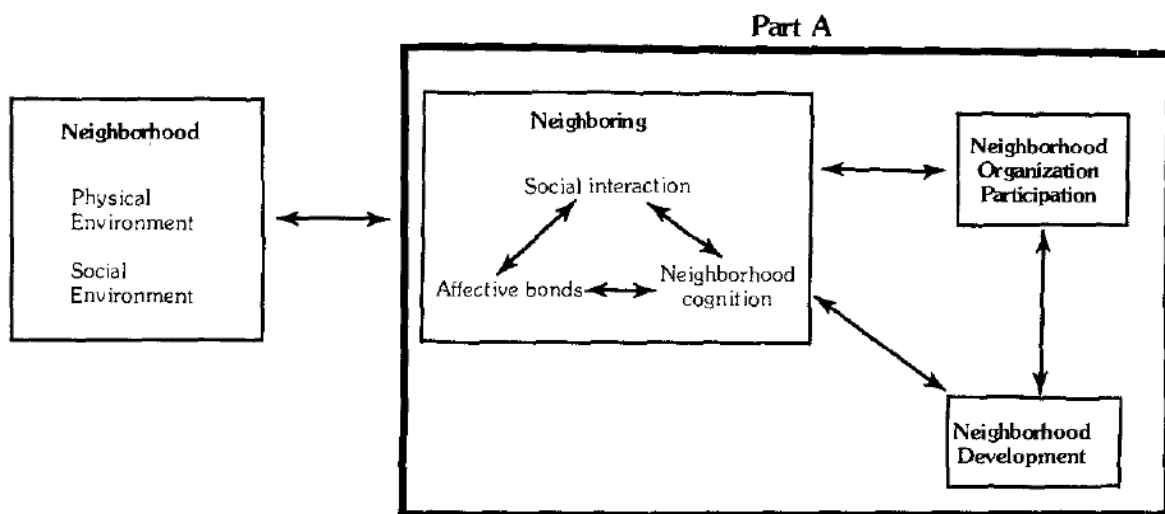 Part A
Neighborhood
Physical
Environment
Social
Environment
Neighboring
Social interaction
Affective bonds
Neighborhood
cognition
Neighborhood
Organization
Participation
Neighborhood
Development